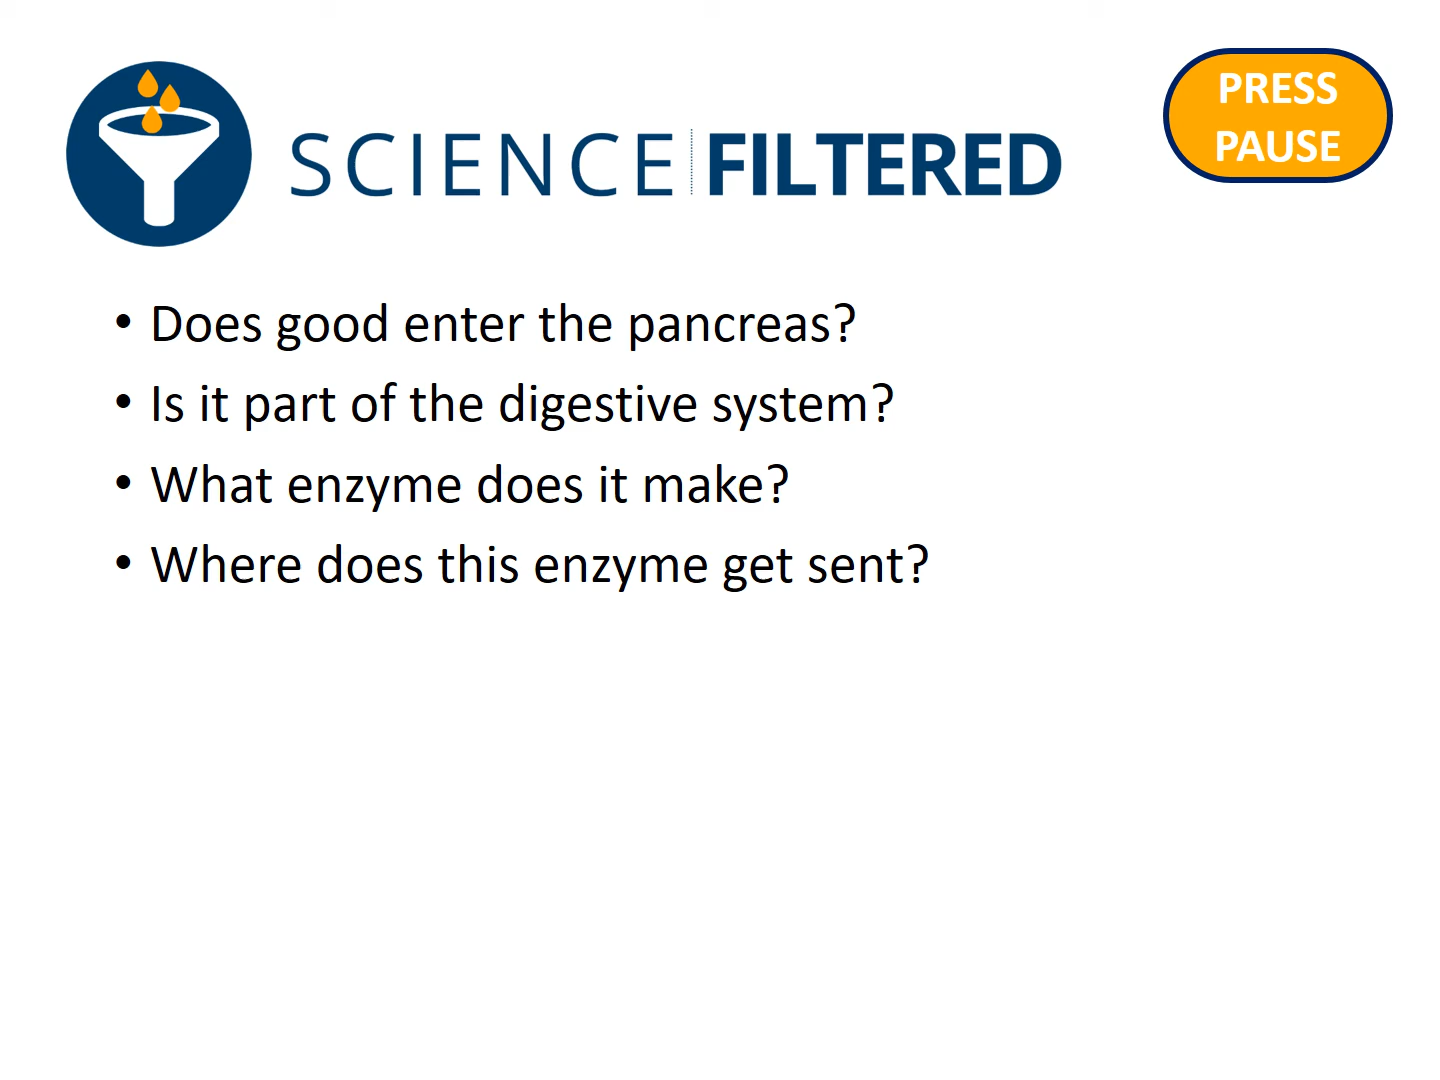 SCIENCE FILTERED
PRESS
PAUSE
• Does good enter the pancreas?
• Is it part of the digestive system?
• What enzyme does it make?
• Where does this enzyme get sent?